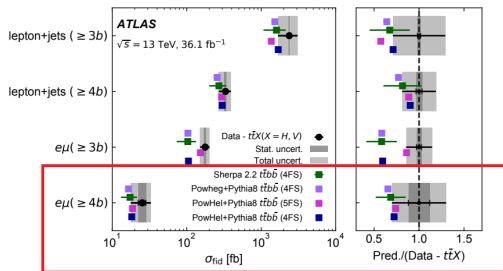 ATLAS
√s = 13 TeV, 36.1 fb⁻¹
lepton+jets (≥ 3b)
lepton+jets (≥ 4b)
eμ(≥ 3b)
eμ(≥ 4b)
Data - tt̄X(X = H, V)
Stat. uncert.
Total uncert.
Sherpa 2.2 tt̄bb̄ (4FS)
Powheg+Pythia8 tt̄bb̄ (4FS)
PowHel+Pythia8 tt̄bb̄ (5FS)
PowHel+Pythia8 tt̄bb̄ (4FS)
10¹ 10² 10³ 10⁴
σfid [fb]
0.5 1.0 1.5
Pred./(Data - tt̄X)